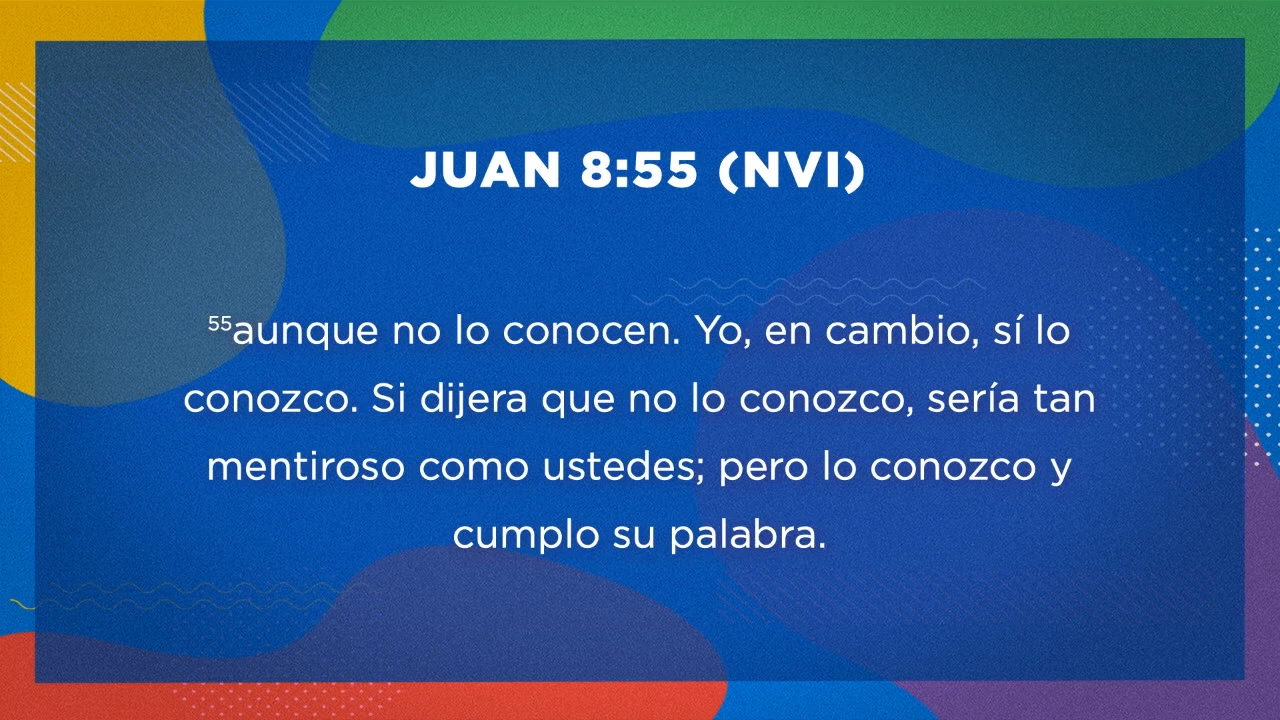 JUAN 8:55 (NVI)
55aunque no lo conocen. Yo, en cambio, sí lo
conozco. Si dijera que no lo conozco, sería tan
mentiroso como ustedes; pero lo conozco y
cumplo su palabra.